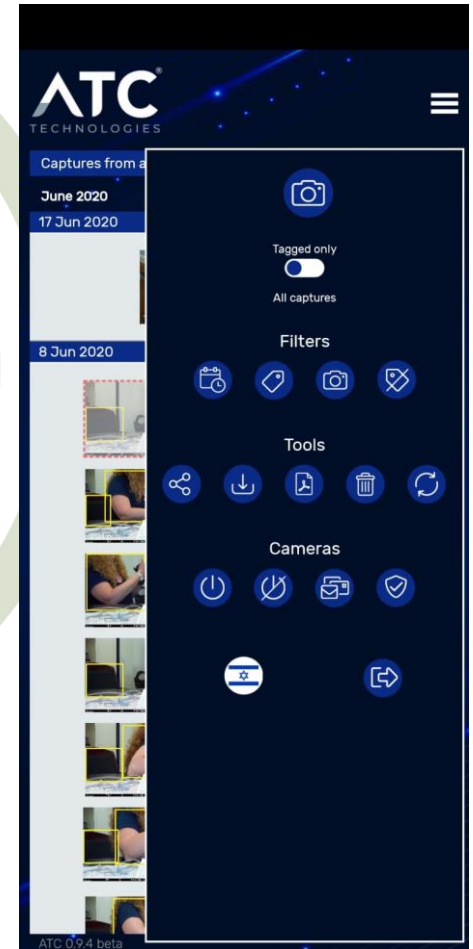 ATC®
TECHNOLOGIES
Captures from a
June 2020
17 Jun 2020
8 Jun 2020
Tagged only
All captures
Filters
Tools
Cameras
ATC 0.9.4 beta